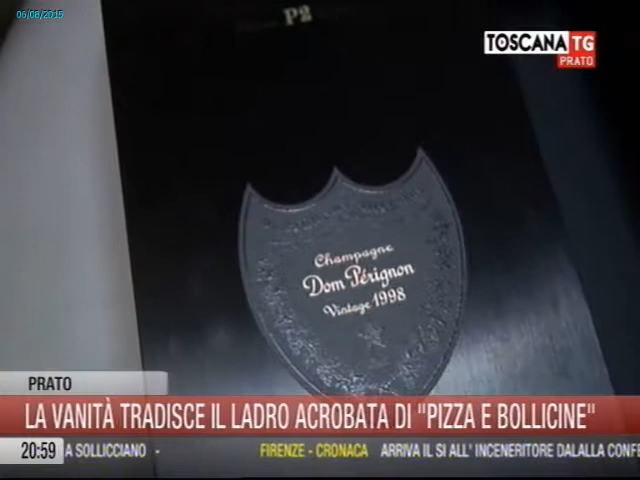 06/08/2015
P2
TOSCANA TG
PRATO
Champagne
Dom Pérignon
Vintage 1998
PRATO
LA VANITÀ TRADISCE IL LADRO ACROBATA DI "PIZZA E BOLLICINE"
20:59 A SOLLICCIANO - FIRENZE - CRONACA ARRIVA IL SI ALL' INCENERITORE DALALLA CONFE